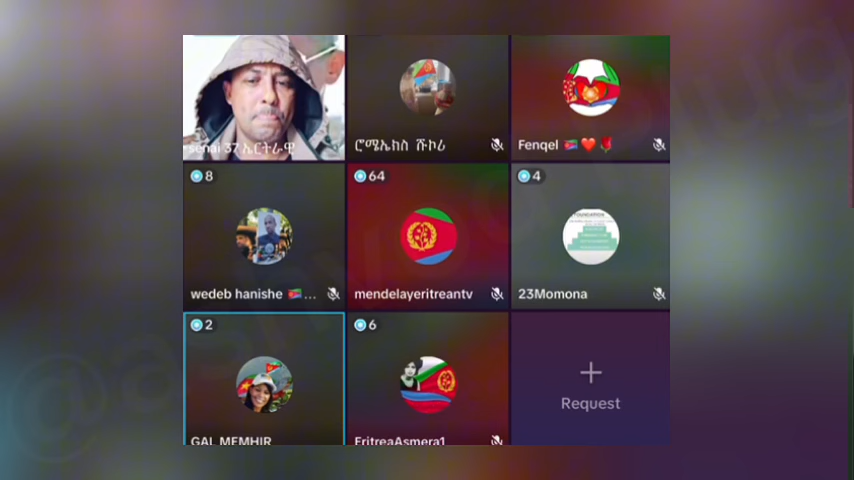 senai 37 ኤርትራዊ
ሮሜኤክስ ሹኮሪ
Fenqel
8
64
4
wedeb hanishe ...
mendelayeritreantv
FOUNDATION
23Momona
2
6
Request
GAL MEMHIR
EritreaAsmera1